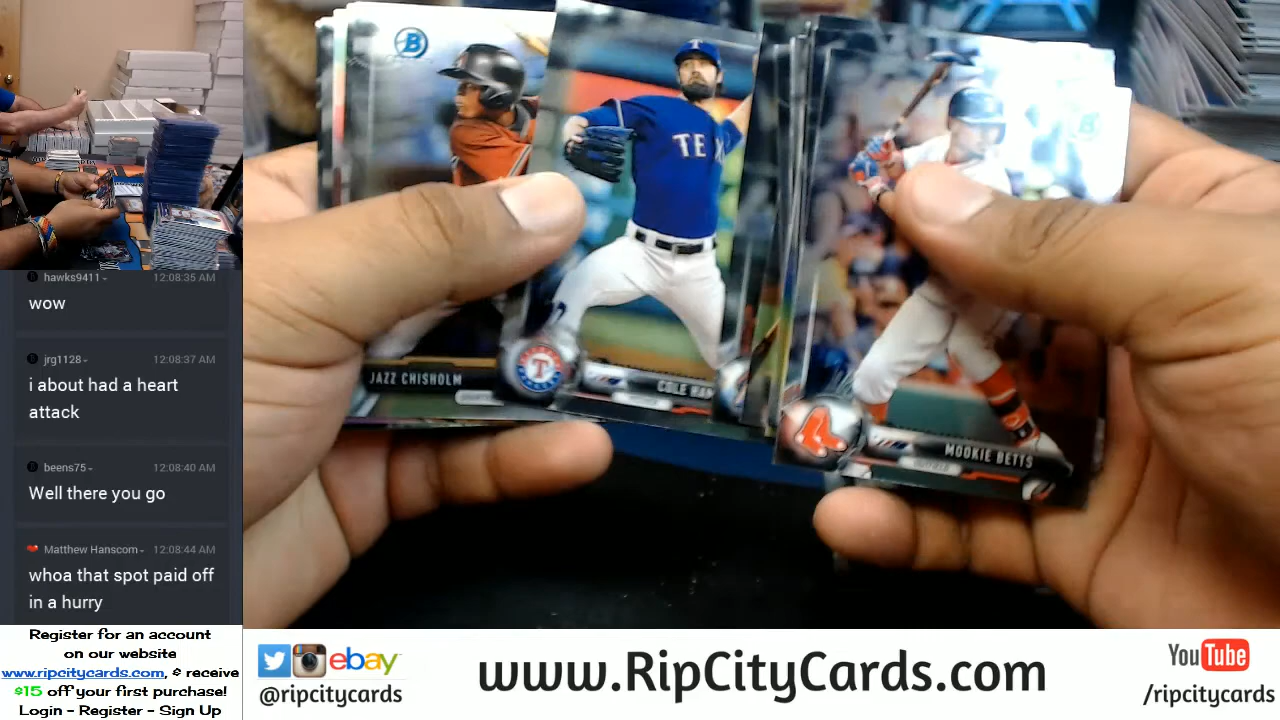 hawks9411 12:08:35 AM
wow
jrg1128 12:08:37 AM
i about had a heart
attack
beens75 12:08:40 AM
Well there you go
Matthew Hanscom 12:08:44 AM
whoa that spot paid off
in a hurry
Register for an account
on our website
www.ripcitycards.com, & receive
$15 off your first purchase!
Login - Register - Sign Up
B
TEX
JAZZ CHISHOLM
COLE HAM
MOOKIE BETTS
ebay
@ripcitycards
www.RipCityCards.com
YouTube
/ripcitycards